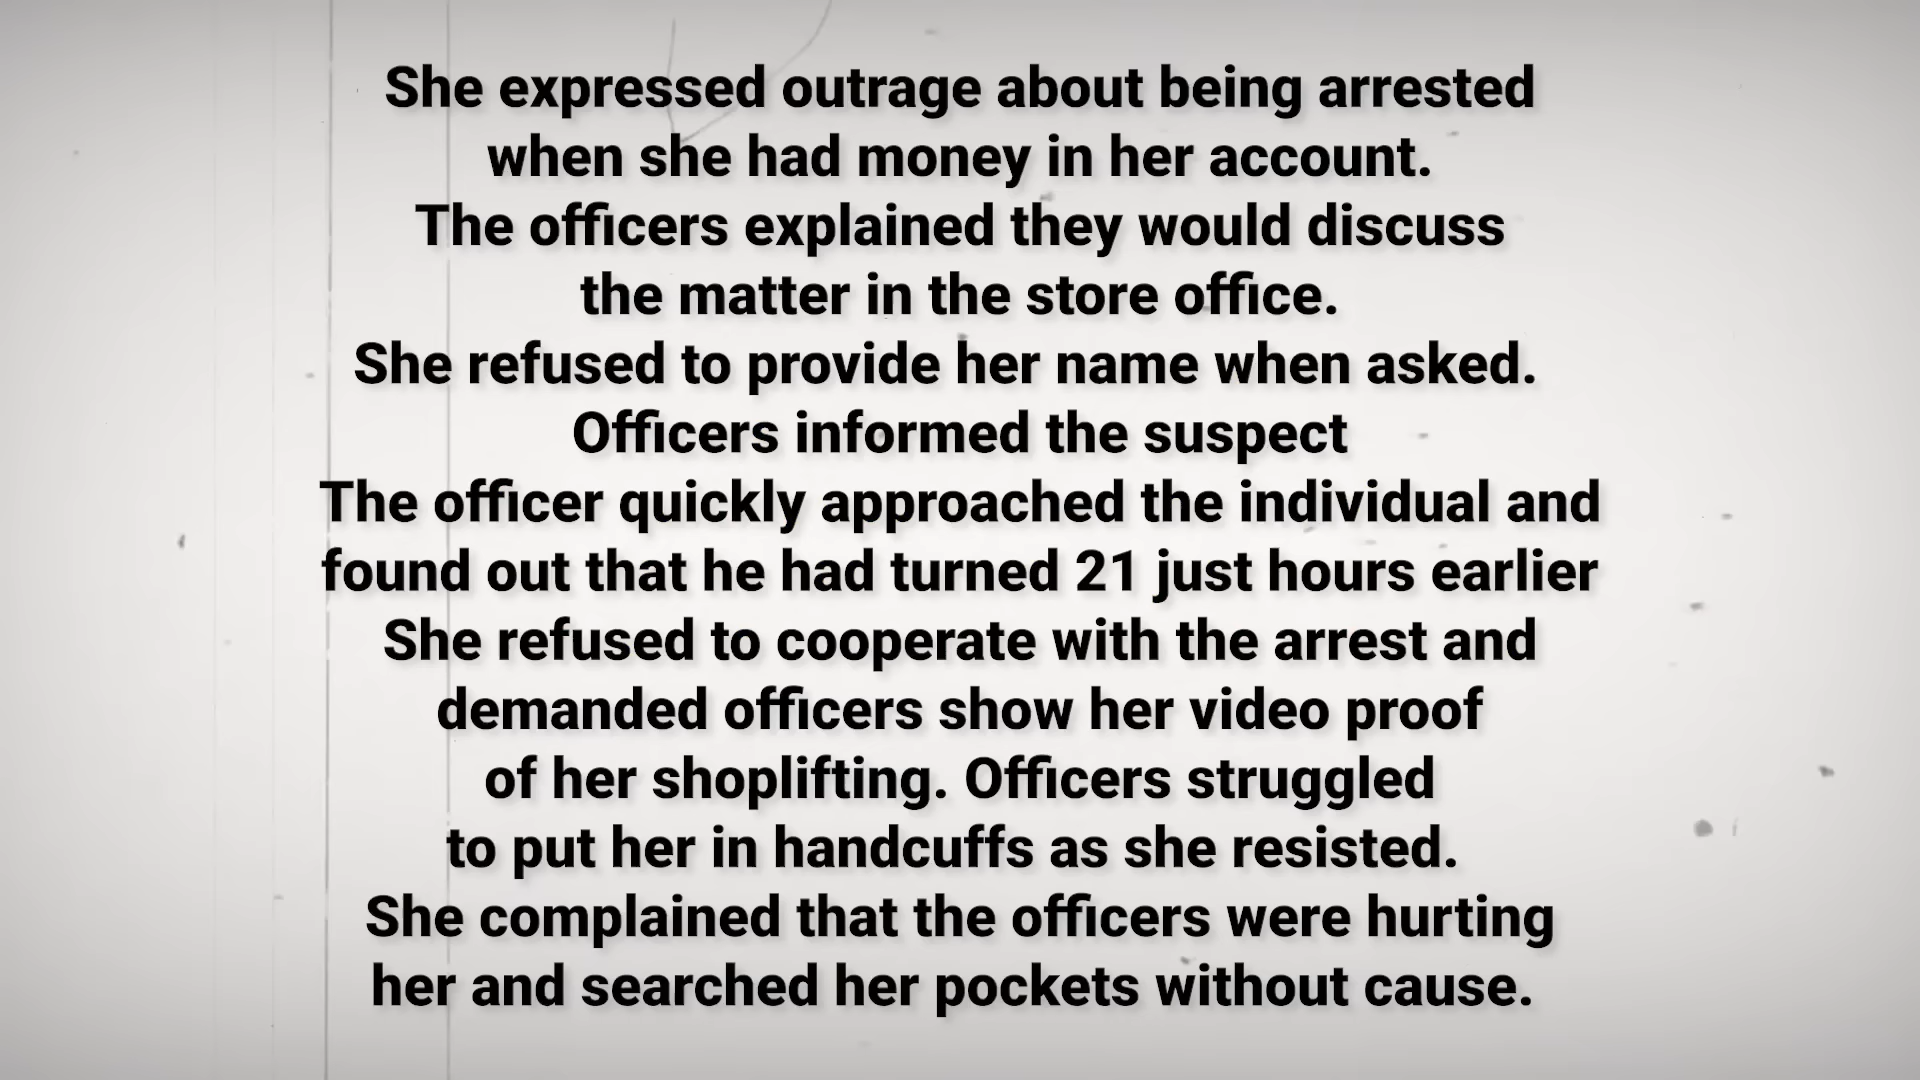 She expressed outrage about being arrested
when she had money in her account.
The officers explained they would discuss
the matter in the store office.
She refused to provide her name when asked.
Officers informed the suspect
The officer quickly approached the individual and
found out that he had turned 21 just hours earlier
She refused to cooperate with the arrest and
demanded officers show her video proof
of her shoplifting. Officers struggled
to put her in handcuffs as she resisted.
She complained that the officers were hurting
her and searched her pockets without cause.